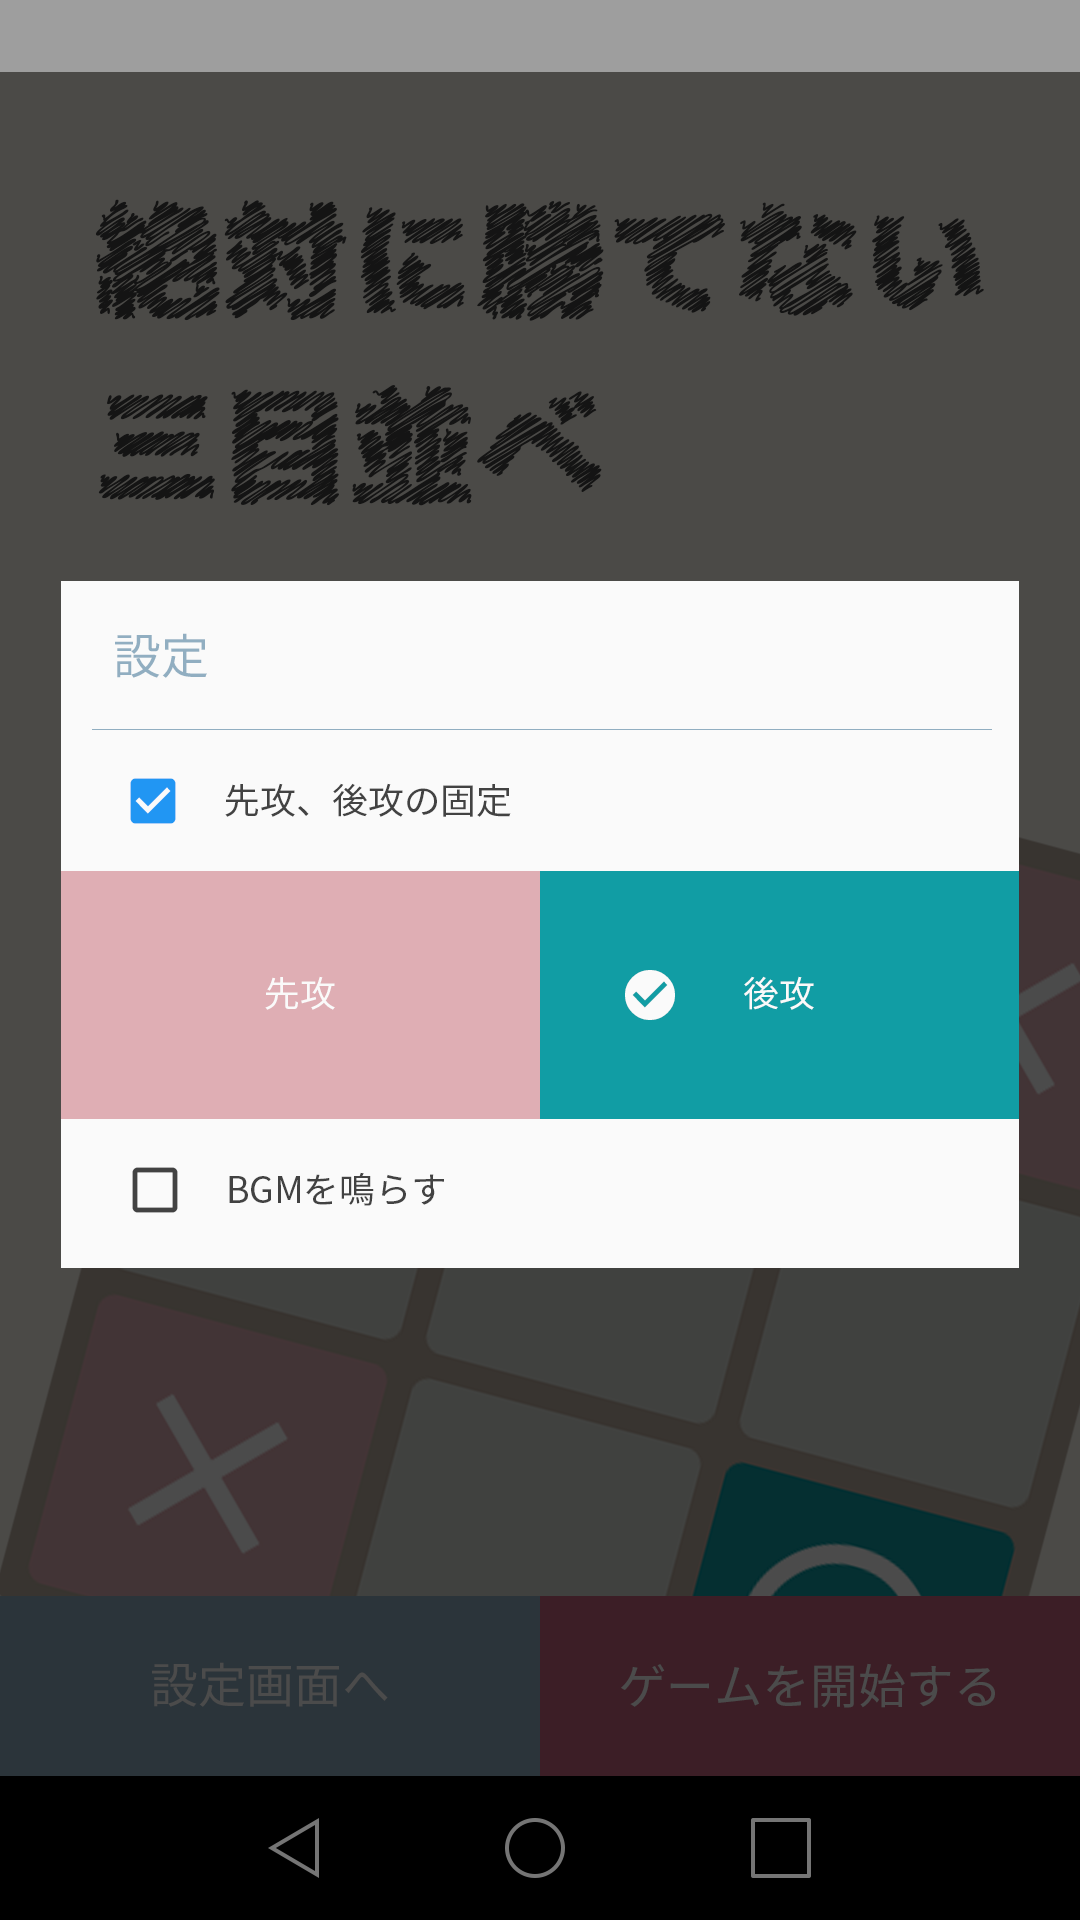 絶対に勝てない
三目並べ
設定
先攻、後攻の固定
先攻
後攻
BGMを鳴らす
設定画面へ
ゲームを開始する